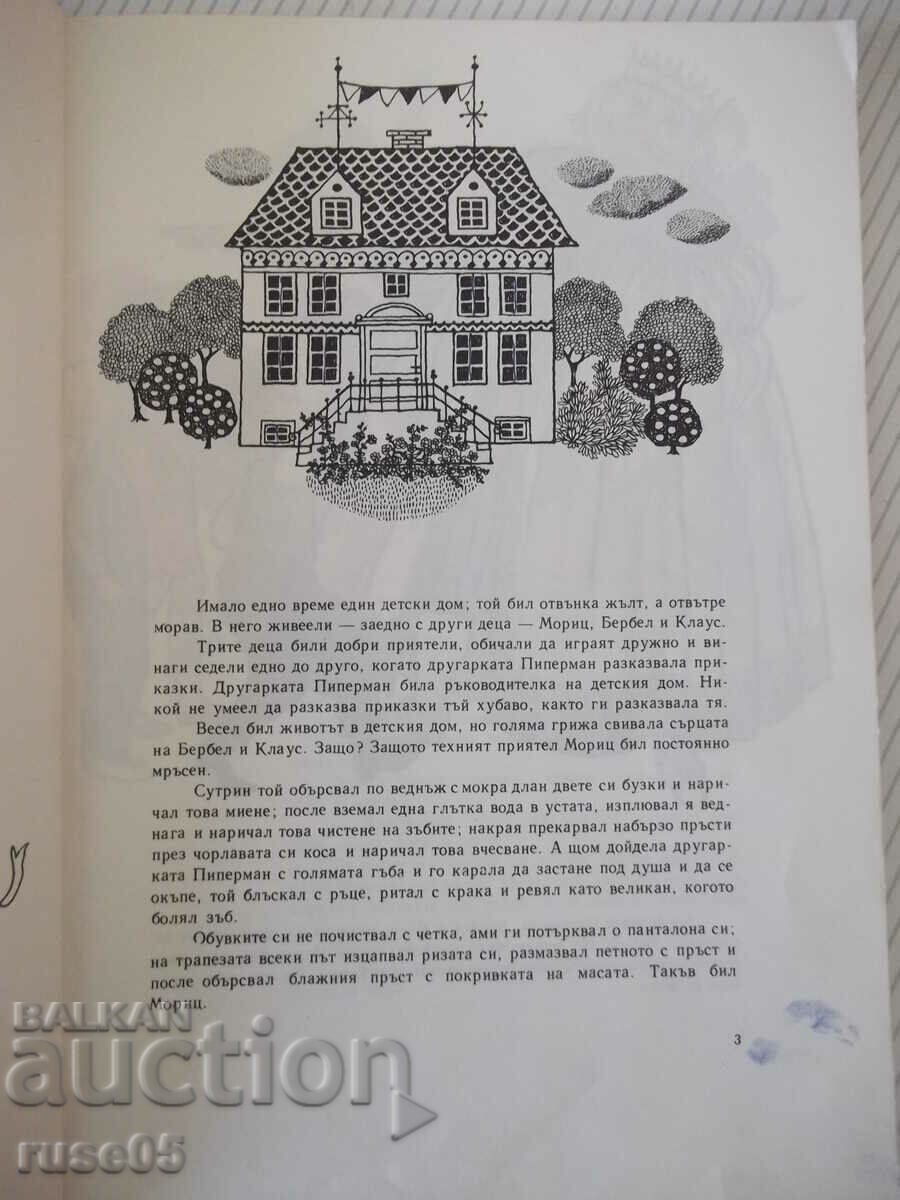 Имало едно време един детски дом; той бил отвънка жълт, а отвътре
морав. В него живеели — заедно с други деца — Мориц, Бербел и Клаус.
Трите деца били добри приятели, обичали да играят дружно и ви-
наги седели едно до друго, когато другарката Пиперман разказвала при-
казки. Другарката Пиперман била ръководителка на детския дом. Ни-
кой не умеел да разказва приказки тъй хубаво, както ги разказвала тя.
Весел бил животът в детския дом, но голяма грижа свивала сърцата
на Бербел и Клаус. Защо? Защото техният приятел Мориц бил постоянно
мръсен.
Сутрин той обърсвал по веднъж с мокра длан двете си бузки и нари-
чал това миене; после вземал една глътка вода в устата, изплювал я вед-
нага и наричал това чистене на зъбите; накрая прекарвал набързо пръсти
през чорлавата си коса и наричал това вчесване. А щом дойдела другар-
ката Пиперман с голямата гъба и го карала да застане под душа и да се
окъпе, той блъскал с ръце, ритал с крака и ревял като великан, когото
болял зъб.
Обувките си не почиствал с четка, ами ги потърквал о панталона си;
на трапезата всеки път изцапвал ризата си, размазвал петното с пръст и
после обърсвал блажния пръст с покривката на масата. Такъв бил
Мориц.
3
BALKAN
auction
ruse05